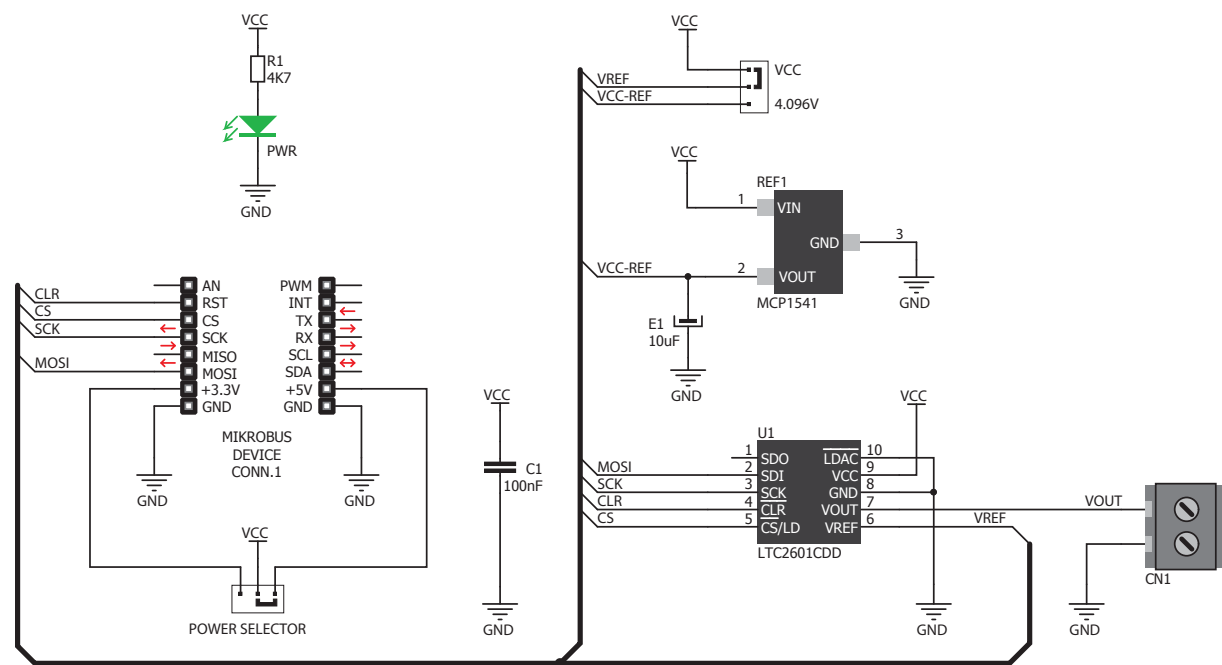 VCC
R1
4K7
PWR
GND
VCC
VREF
VCC-REF
VCC
4.096V
VCC
REF1
1
VIN
GND
3
VCC-REF
2
VOUT
MCP1541
GND
E1
10uF
GND
CLR
CS
SCK
MOSI
AN
RST
CS
SCK
MISO
MOSI
+3.3V
GND
PWM
INT
TX
RX
SCL
SDA
+5V
GND
MIKROBUS
DEVICE
CONN.1
GND
GND
VCC
POWER SELECTOR
VCC
C1
100nF
GND
VCC
U1
MOSI
SCK
CLR
CS
1
2
3
4
5
SDO
SDI
SCK
CLR
CS/LD
LDAC
VCC
GND
VOUT
VREF
10
9
8
7
6
LTC2601CDD
VOUT
VREF
GND
GND
CN1